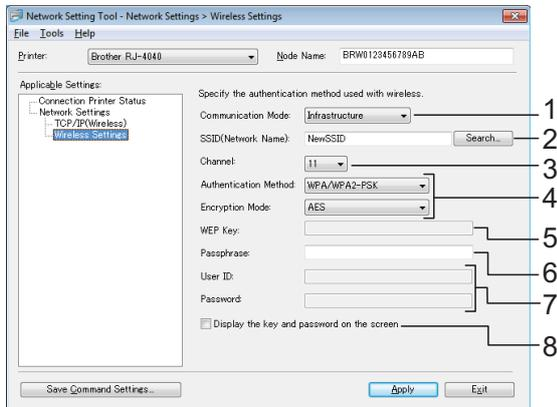 Network Setting Tool - Network Settings > Wireless Settings
File Tools Help
Printer: Brother RJ-4040 Node Name: BRW0123456789AB
Applicable Settings:
Connection Printer Status
Network Settings
TCP/IP(Wireless)
Wireless Settings
Specify the authentication method used with wireless.
Communication Mode: Infrastructure 1
SSID(Network Name): NewSSID Search... 2
Channel: 11 3
Authentication Method: WPA/WPA2-PSK
4
Encryption Mode: AES
WEP Key: 5
Passphrase: 6
User ID:
7
Password:
Display the key and password on the screen 8
Save Command Settings... Apply Exit